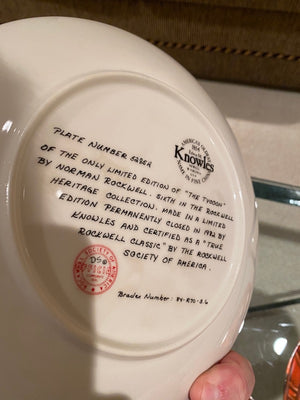 PLATE NUMBER
OF THE ONLY LIMITED EDITION OF "THE TYCOON"
BY NORMAN ROCKWELL. SIXTH IN THE ROCKWELL
HERITAGE COLLECTION. MADE IN A LIMITED
EDITION PERMANENTLY CLOSED IN 1982 BY
KNOWLES AND CERTIFIED AS A "TRUE
ROCKWELL CLASSIC" BY THE ROCKWELL
SOCIETY OF AMERICA.
Knowles
SOCIETY OF
Bradex Number: 84-R70-3.6